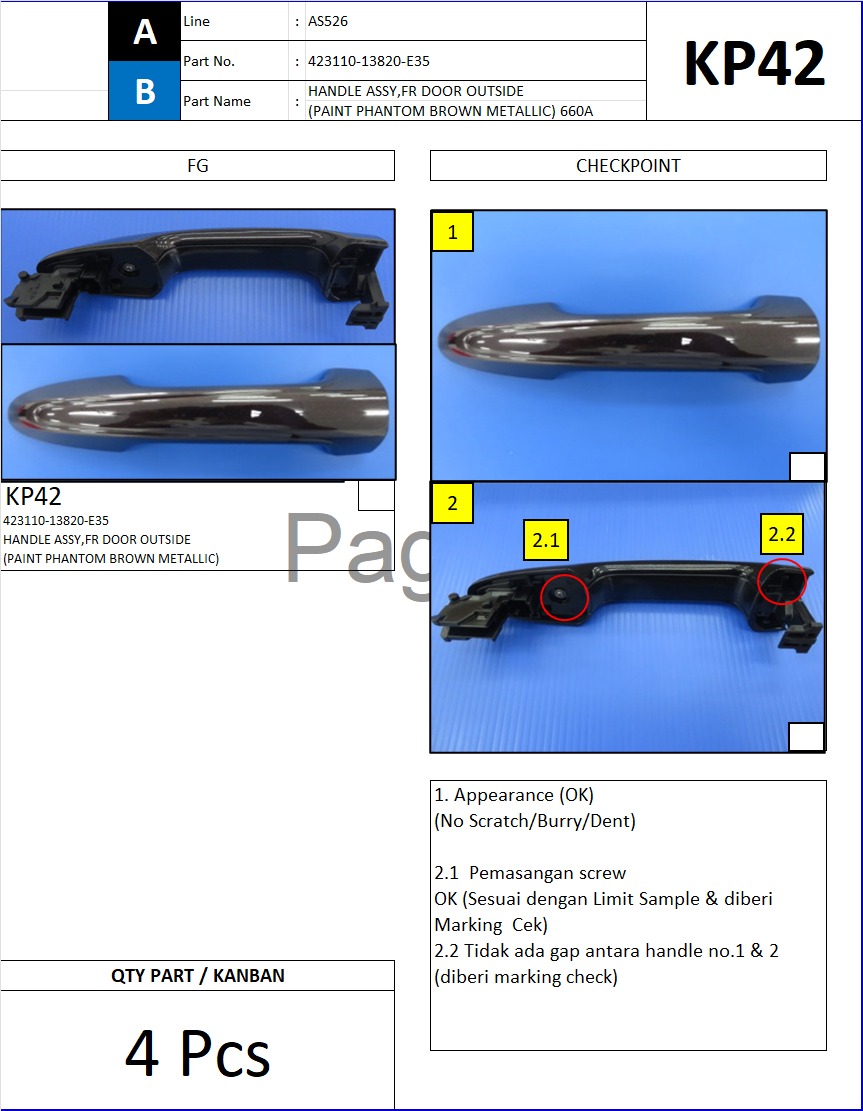 A
B
Line : AS526
Part No. : 423110-13820-E35
Part Name : HANDLE ASSY,FR DOOR OUTSIDE
(PAINT PHANTOM BROWN METALLIC) 660A
KP42
FG
CHECKPOINT
1
KP42
423110-13820-E35
HANDLE ASSY,FR DOOR OUTSIDE
(PAINT PHANTOM BROWN METALLIC)
Pag
2
2.1
2.2
1. Appearance (OK)
(No Scratch/Burry/Dent)
2.1 Pemasangan screw
OK (Sesuai dengan Limit Sample & diberi
Marking Cek)
2.2 Tidak ada gap antara handle no.1 & 2
(diberi marking check)
QTY PART / KANBAN
4 Pcs